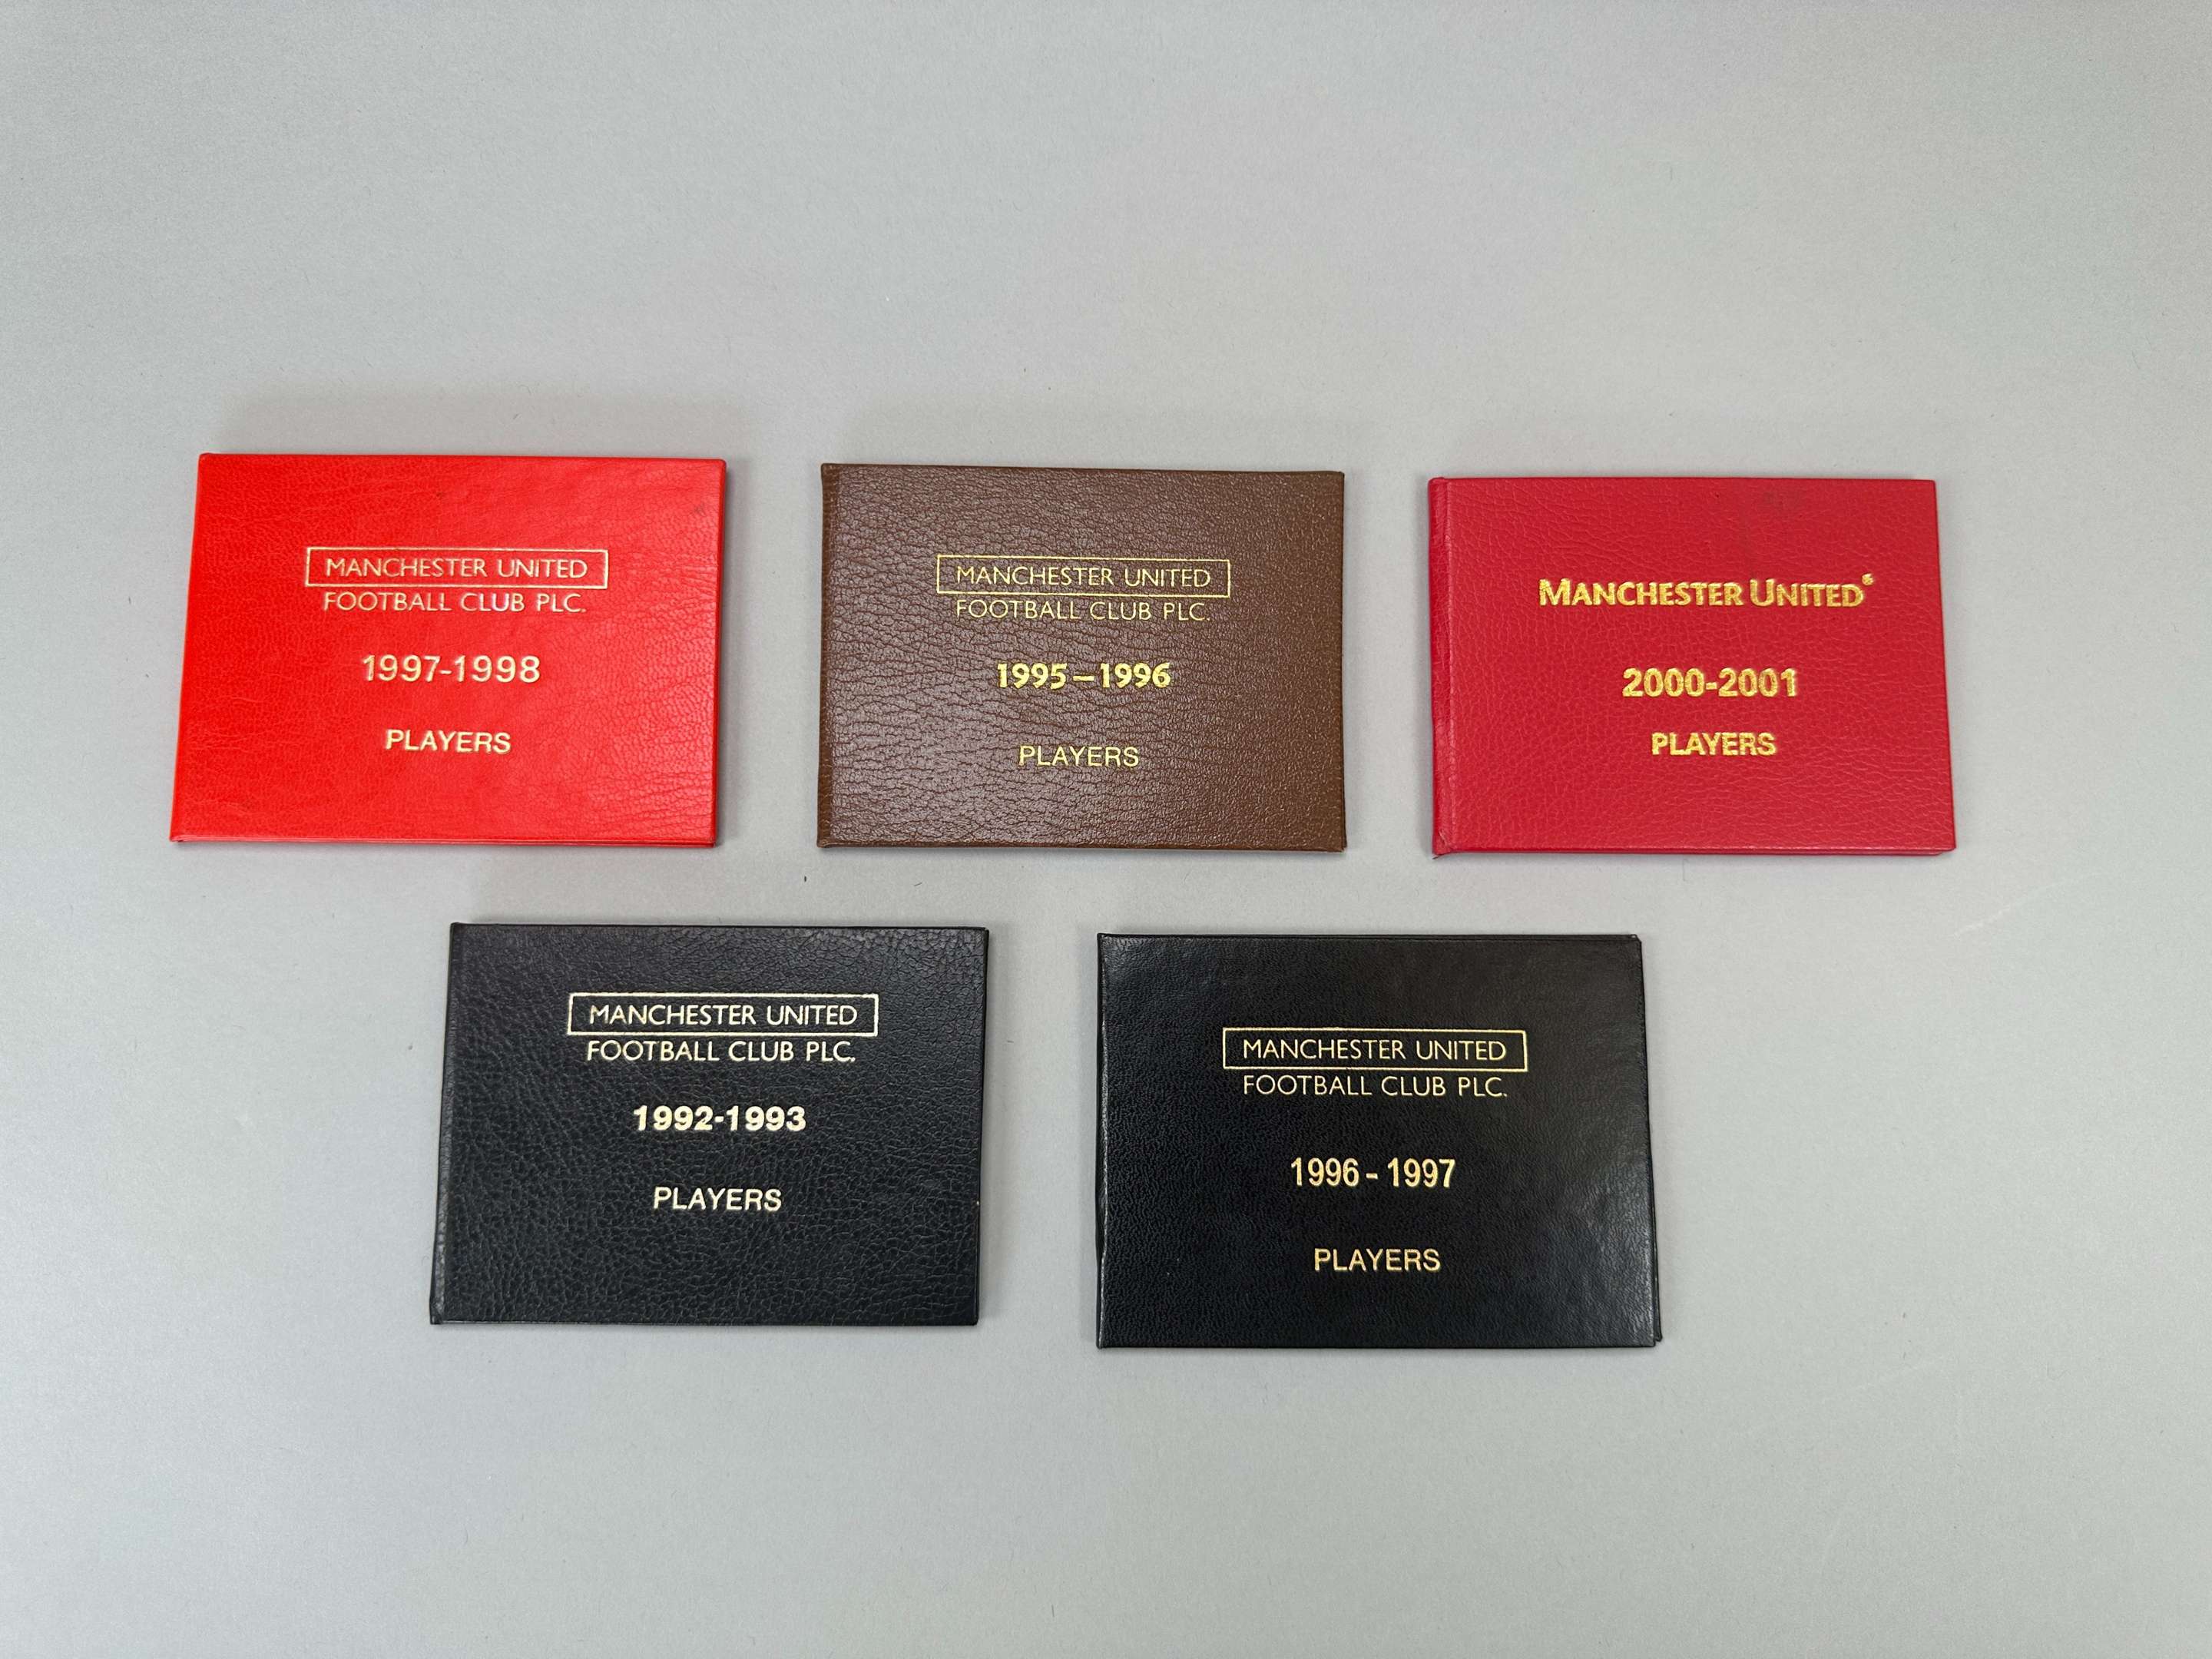 MANCHESTER UNITED
FOOTBALL CLUB PLC.
1997-1998
PLAYERS
MANCHESTER UNITED
FOOTBALL CLUB PLC.
1995–1996
PLAYERS
MANCHESTER UNITED
2000-2001
PLAYERS
MANCHESTER UNITED
FOOTBALL CLUB PLC.
1992-1993
PLAYERS
MANCHESTER UNITED
FOOTBALL CLUB PLC.
1996 - 1997
PLAYERS